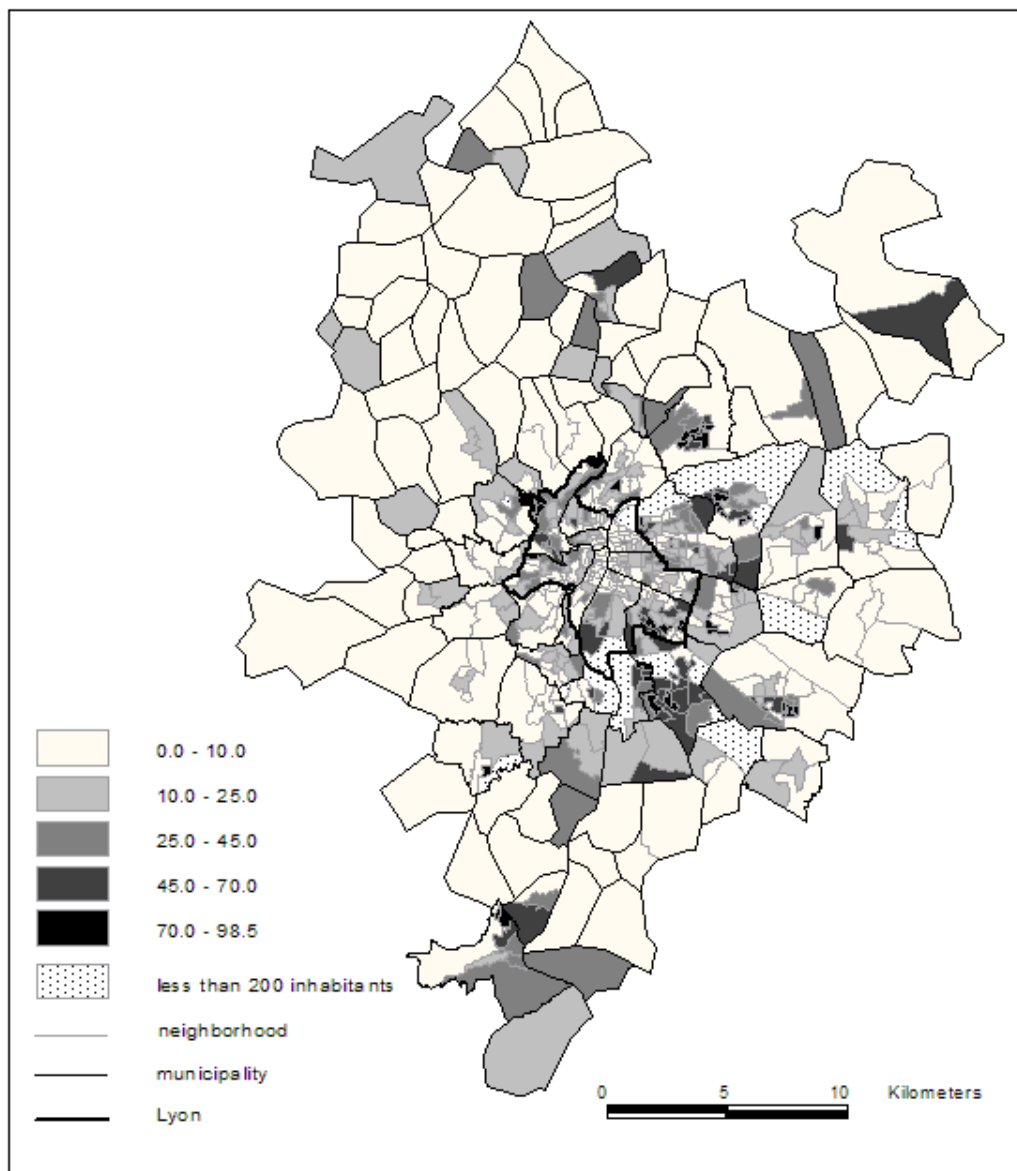 0.0 - 10.0
10.0 - 25.0
25.0 - 45.0
45.0 - 70.0
70.0 - 98.5
less than 200 inhabitants
neighborhood
municipality
Lyon
0 5 10 Kilometers